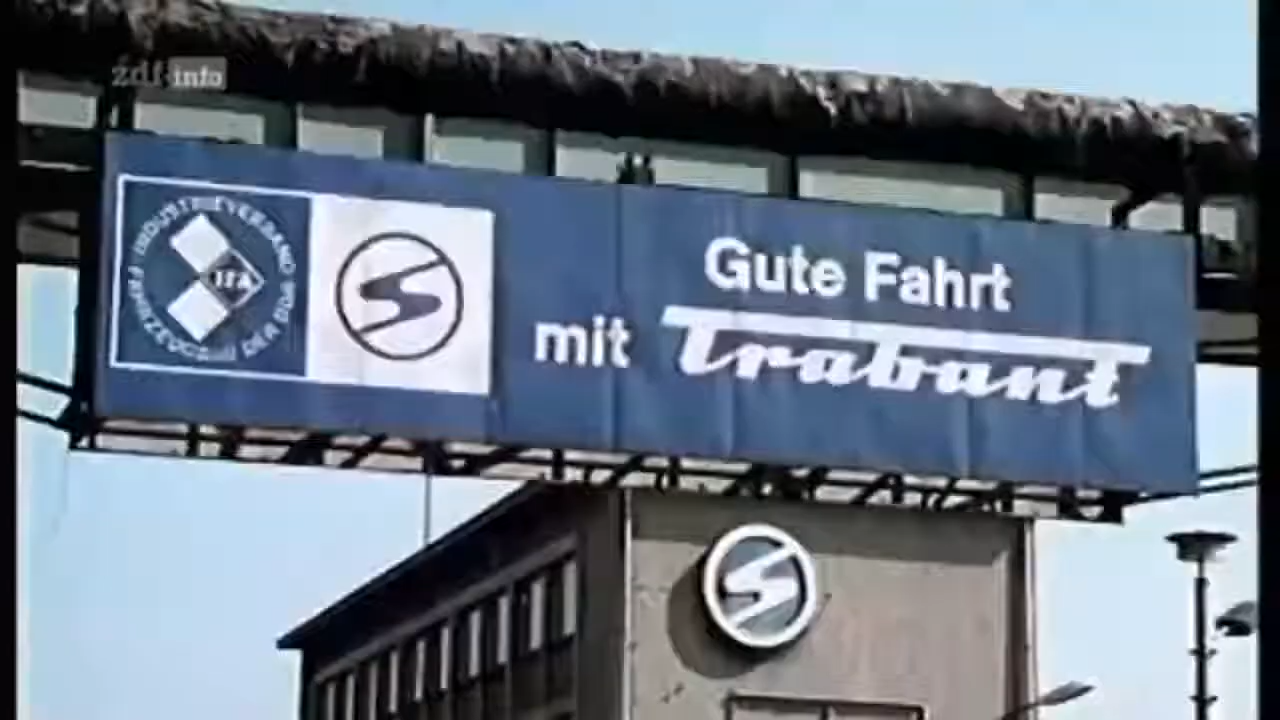 zdf info
INDUSTRIEVERBAND
FAHRZEUGBAU DER DDR
IFA
Gute Fahrt
mit Trabant